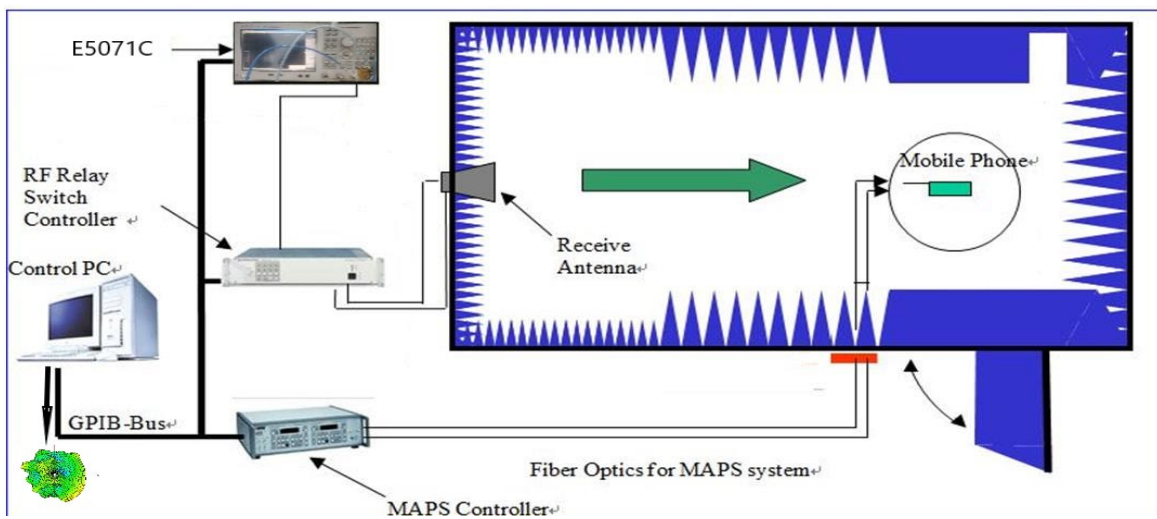 E5071C
RF Relay
Switch
Controller
Control PC
GPIB-Bus
MAPS Controller
Receive
Antenna
Mobile Phone
Fiber Optics for MAPS system